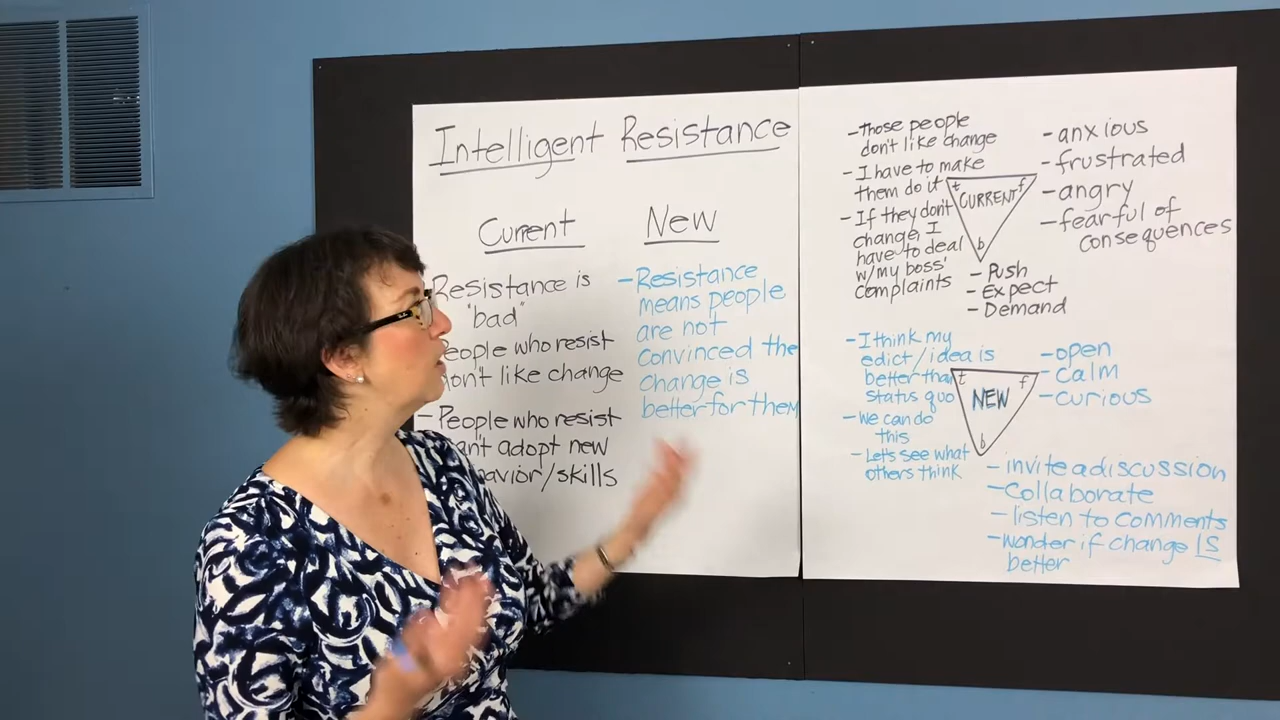 Intelligent Resistance
Current
Resistance is
"bad"
People who resist
don't like change
- People who resist
can't adopt new
behavior/skills
New
- Resistance
means people
are not
convinced the
change is
better for them
- Those people
don't like change
- I have to make
them do it
- If they don't
change, I
have to deal
w/my boss'
complaints
t CURRENT f
b
- anxious
- frustrated
- angry
- fearful of
consequences
- Push
- Expect
- Demand
- I think my
edict/idea is
better than
status quo
- We can do
this
- Let's see what
others think
t f
NEW
b
- open
- Calm
- curious
- invite a discussion
- Collaborate
- listen to comments
- wonder if change IS
better